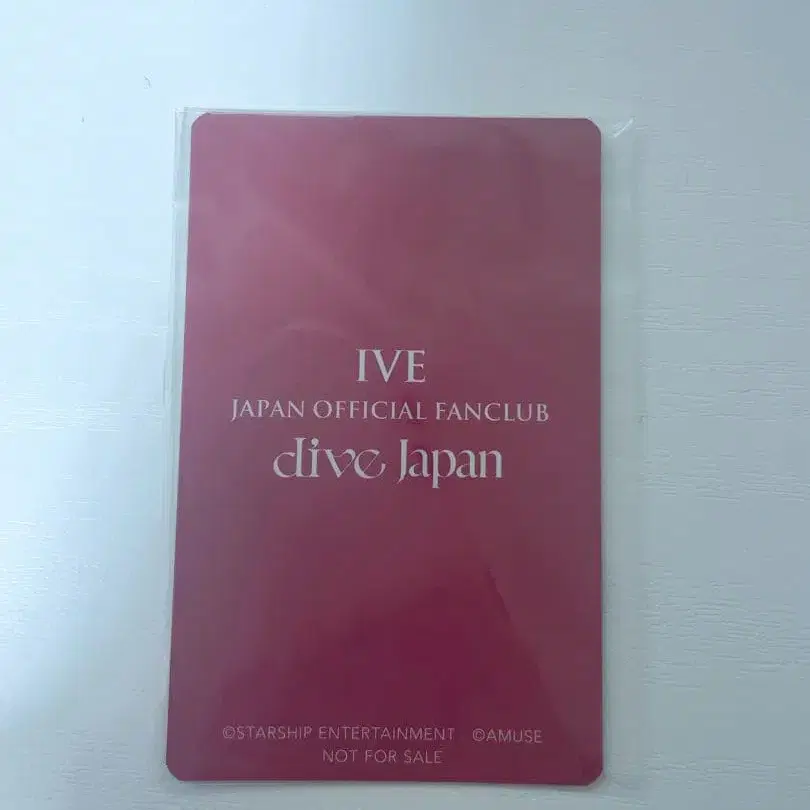 IVE
JAPAN OFFICIAL FANCLUB
dive Japan
©STARSHIP ENTERTAINMENT ©AMUSE
NOT FOR SALE